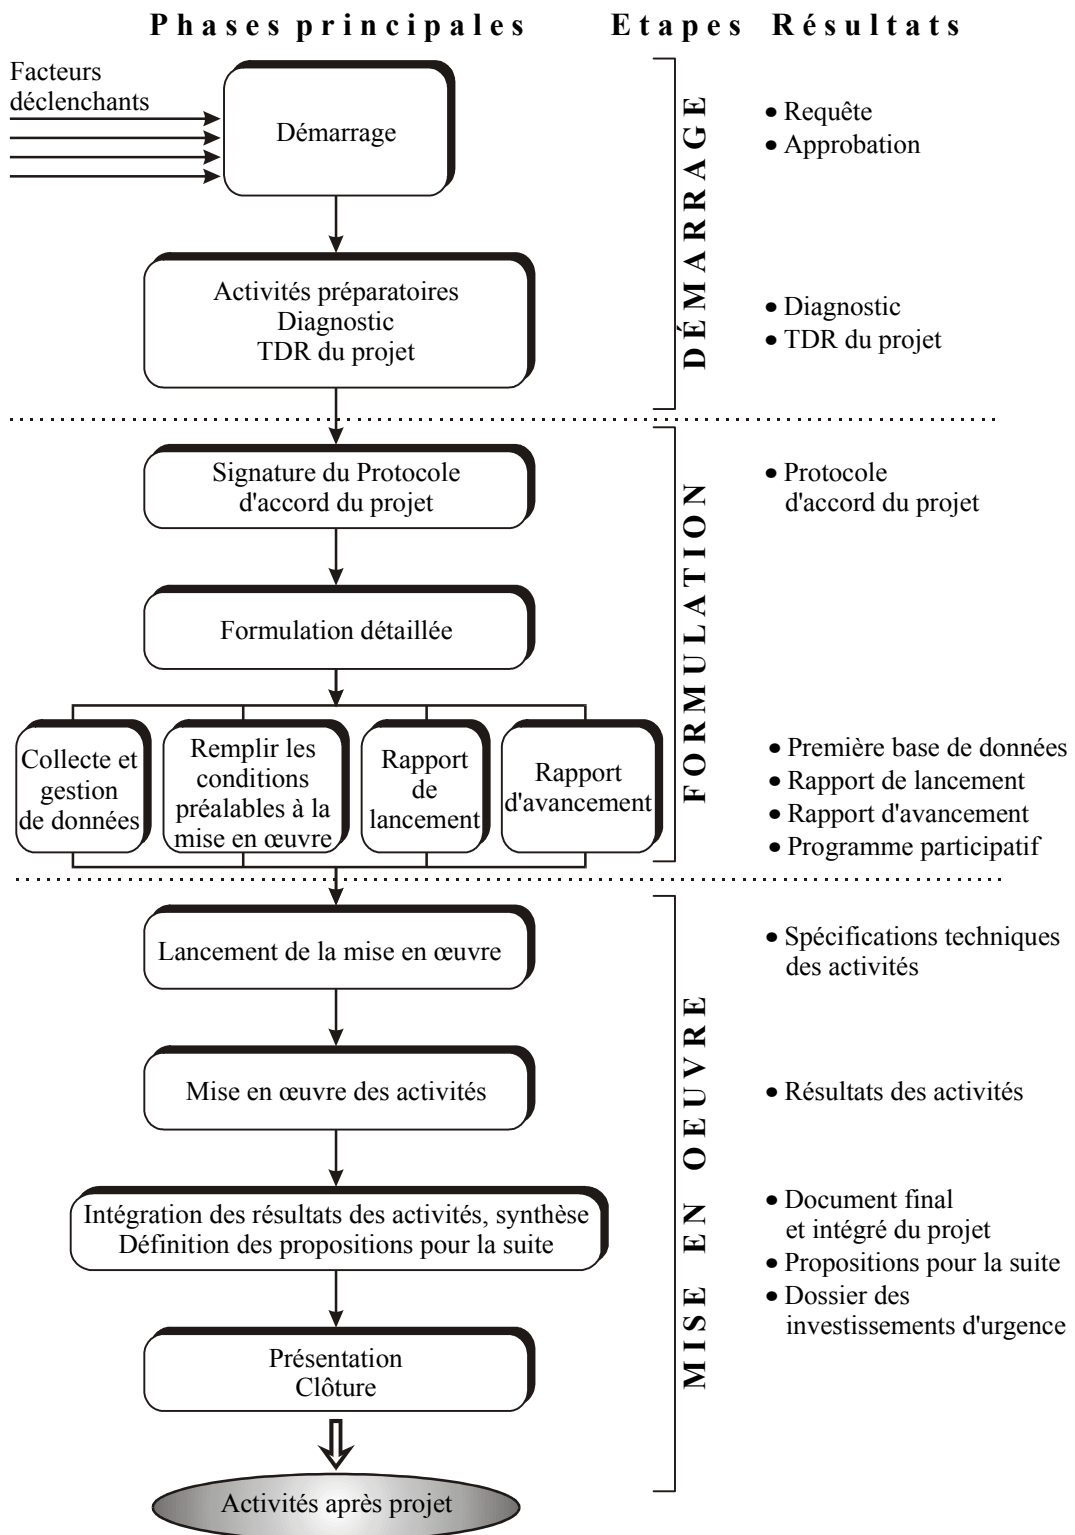 Phases principales
Etapes
Résultats
Facteurs
déclenchants
Démarrage
DÉMARRAGE
• Requête
• Approbation
Activités préparatoires
Diagnostic
TDR du projet
• Diagnostic
• TDR du projet
Signature du Protocole
d'accord du projet
FORMULATION
• Protocole
d'accord du projet
Formulation détaillée
Collecte et
gestion
de données
Remplir les
conditions
préalables à la
mise en œuvre
Rapport
de
lancement
Rapport
d'avancement
• Première base de données
• Rapport de lancement
• Rapport d'avancement
• Programme participatif
Lancement de la mise en œuvre
MISE EN OEUVRE
• Spécifications techniques
des activités
Mise en œuvre des activités
• Résultats des activités
Intégration des résultats des activités, synthèse
Définition des propositions pour la suite
• Document final
et intégré du projet
• Propositions pour la suite
• Dossier des
investissements d'urgence
Présentation
Clôture
Activités après projet